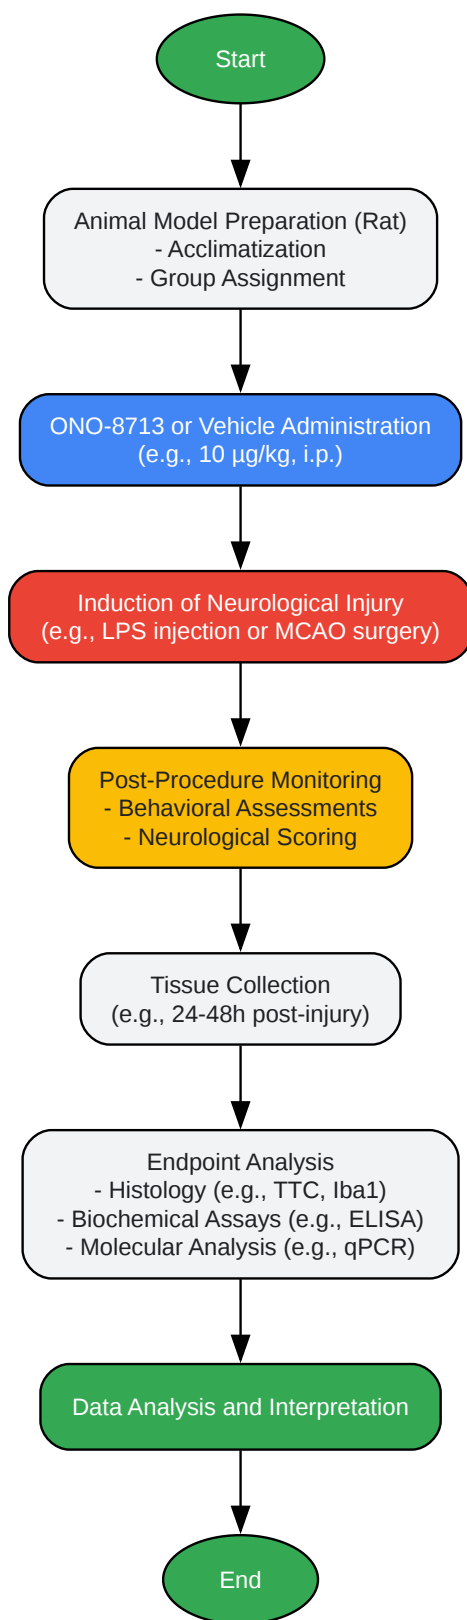 Start
Animal Model Preparation (Rat)
- Acclimatization
- Group Assignment
ONO-8713 or Vehicle Administration
(e.g., 10 µg/kg, i.p.)
Induction of Neurological Injury
(e.g., LPS injection or MCAO surgery)
Post-Procedure Monitoring
- Behavioral Assessments
- Neurological Scoring
Tissue Collection
(e.g., 24-48h post-injury)
Endpoint Analysis
- Histology (e.g., TTC, Iba1)
- Biochemical Assays (e.g., ELISA)
- Molecular Analysis (e.g., qPCR)
Data Analysis and Interpretation
End